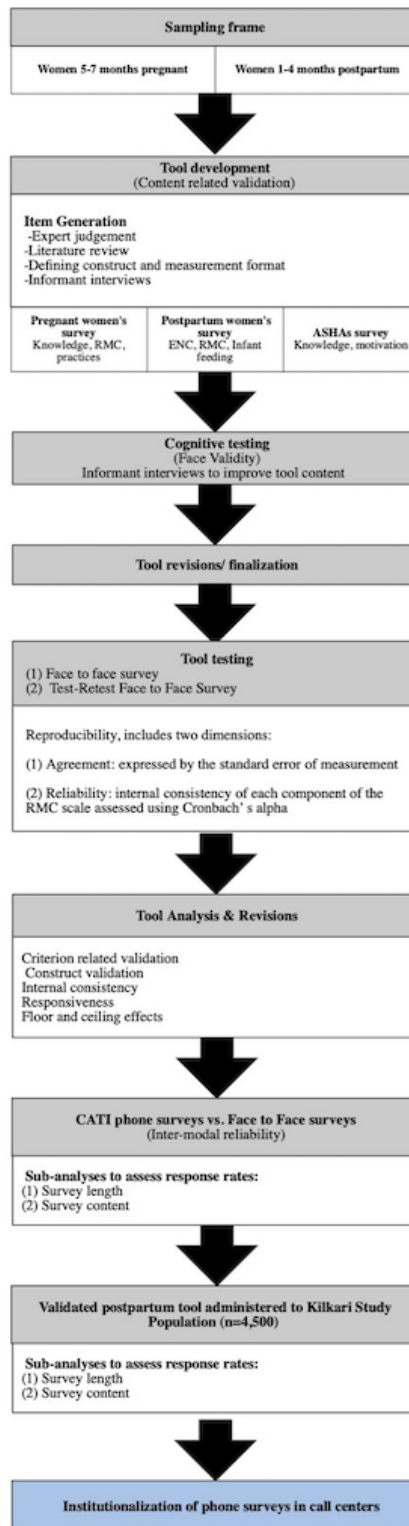 Sampling frame
Women 5-7 months pregnant
Women 1-4 months postpartum
Tool development
(Content related validation)
Item Generation
-Expert judgement
-Literature review
-Defining construct and measurement format
-Informant interviews
Pregnant women's
survey
Knowledge, RMC,
practices
Postpartum women's
survey
ENC, RMC, Infant
feeding
ASHAs survey
Knowledge, motivation
Cognitive testing
(Face Validity)
Informant interviews to improve tool content
Tool revisions/ finalization
Tool testing
(1) Face to face survey
(2) Test-Retest Face to Face Survey
Reproducibility, includes two dimensions:
(1) Agreement: expressed by the standard error of measurement
(2) Reliability: internal consistency of each component of the
RMC scale assessed using Cronbach' s alpha
Tool Analysis & Revisions
Criterion related validation
Construct validation
Internal consistency
Responsiveness
Floor and ceiling effects
CATI phone surveys vs. Face to Face surveys
(Inter-modal reliability)
Sub-analyses to assess response rates:
(1) Survey length
(2) Survey content
Validated postpartum tool administered to Kilkari Study
Population (n=4,500)
Sub-analyses to assess response rates:
(1) Survey length
(2) Survey content
Institutionalization of phone surveys in call centers